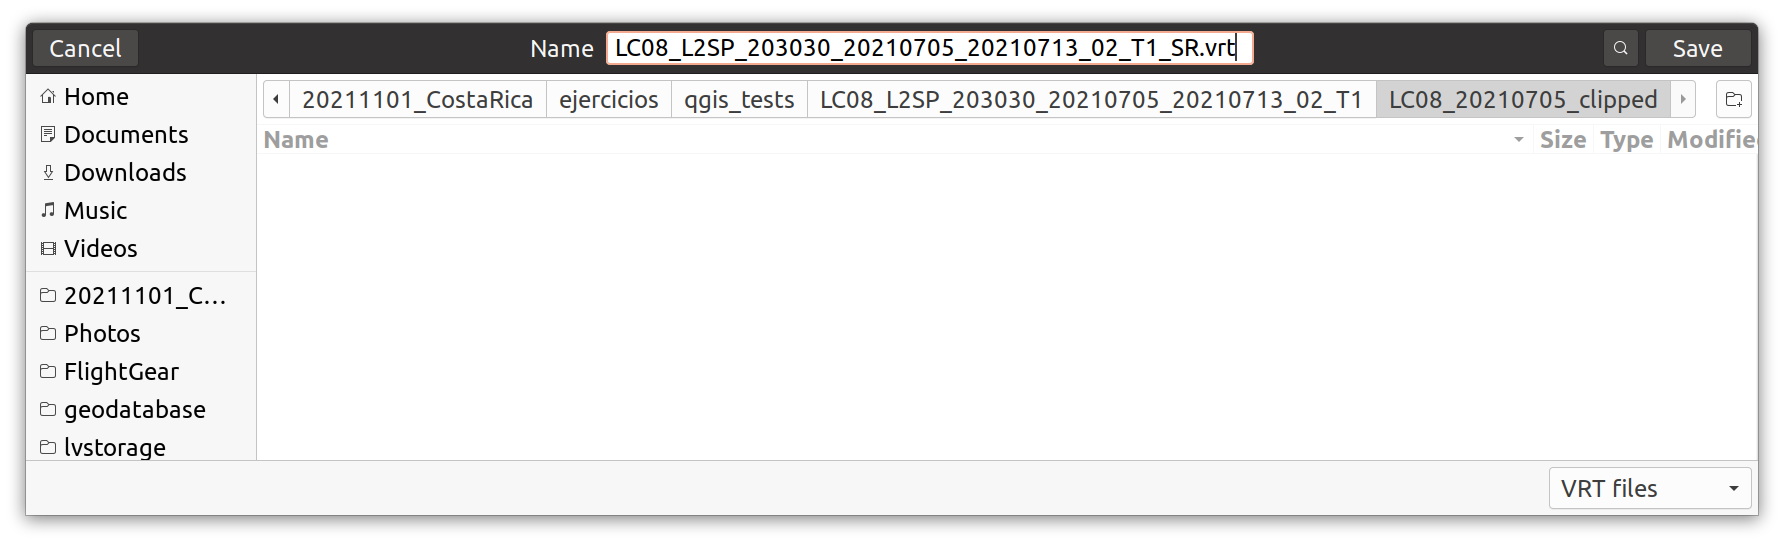 Cancel Name LC08_L2SP_203030_20210705_20210713_02_T1_SR.vrt Save
Home
Documents
Downloads
Music
Videos
20211101_C...
Photos
FlightGear
geodatabase
lvstorage
20211101_CostaRica ejercicios qgis_tests LC08_L2SP_203030_20210705_20210713_02_T1 LC08_20210705_clipped
Name Size Type Modifie
VRT files